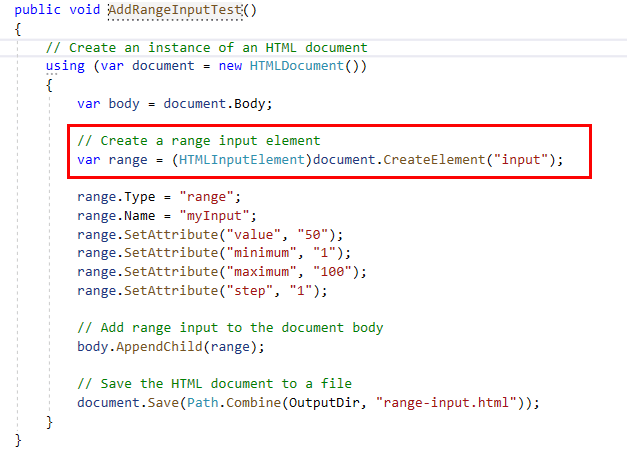 public void AddRangeInputTest()
{
// Create an instance of an HTML document
using (var document = new HTMLDocument())
{
var body = document.Body;
// Create a range input element
var range = (HTMLInputElement)document.CreateElement("input");
range.Type = "range";
range.Name = "myInput";
range.SetAttribute("value", "50");
range.SetAttribute("minimum", "1");
range.SetAttribute("maximum", "100");
range.SetAttribute("step", "1");
// Add range input to the document body
body.AppendChild(range);
// Save the HTML document to a file
document.Save(Path.Combine(OutputDir, "range-input.html"));
}
}